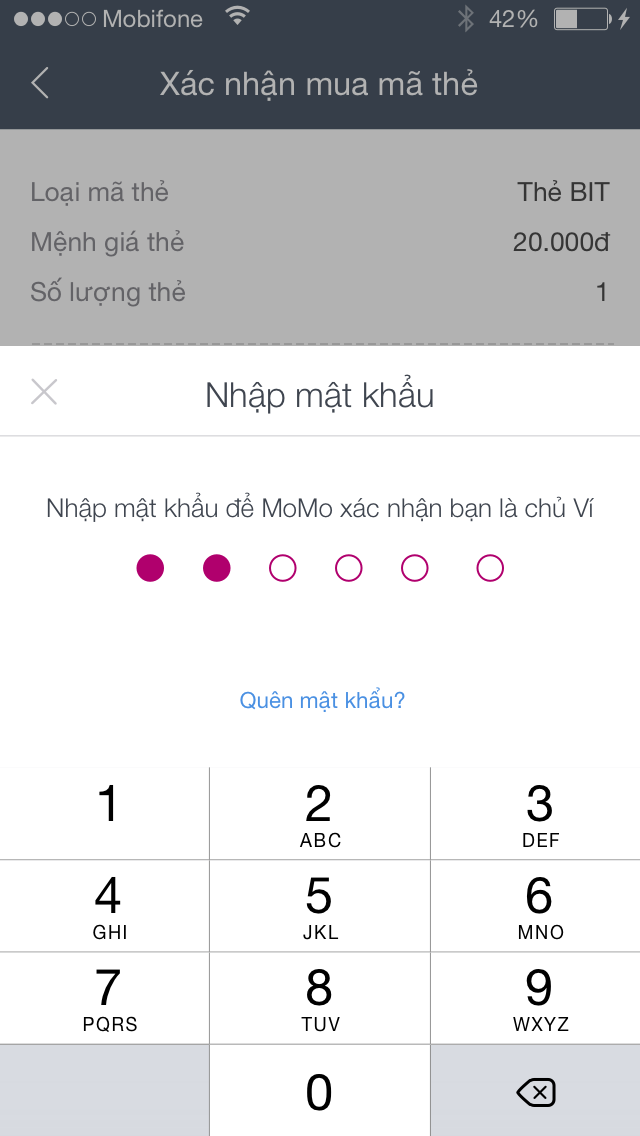 Mobifone 42%
Xác nhận mua mã thẻ
Loại mã thẻ Thẻ BIT
Mệnh giá thẻ 20.000đ
Số lượng thẻ 1
Nhập mật khẩu
Nhập mật khẩu để MoMo xác nhận bạn là chủ Ví
Quên mật khẩu?
1 2 3
ABC DEF
4 5 6
GHI JKL MNO
7 8 9
PQRS TUV WXYZ
0